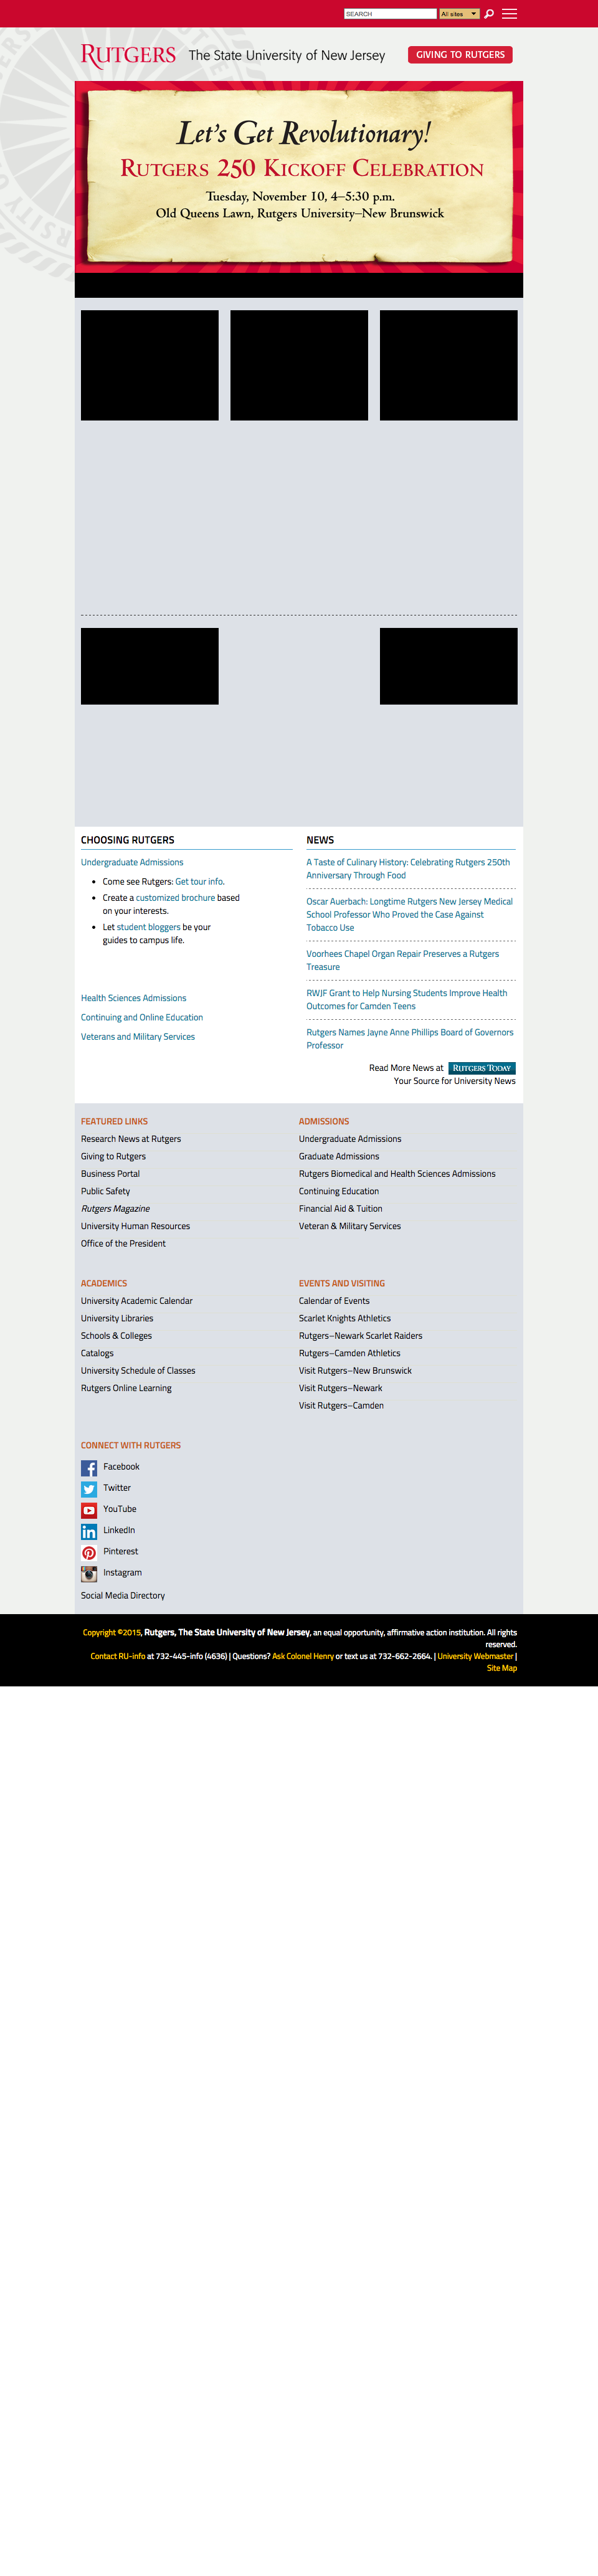 SEARCH All sites
RUTGERS The State University of New Jersey GIVING TO RUTGERS
Let's Get Revolutionary!
RUTGERS 250 KICKOFF CELEBRATION
Tuesday, November 10, 4–5:30 p.m.
Old Queens Lawn, Rutgers University–New Brunswick
CHOOSING RUTGERS
Undergraduate Admissions
• Come see Rutgers: Get tour info.
• Create a customized brochure based
on your interests.
• Let student bloggers be your
guides to campus life.
Health Sciences Admissions
Continuing and Online Education
Veterans and Military Services
NEWS
A Taste of Culinary History: Celebrating Rutgers 250th
Anniversary Through Food
Oscar Auerbach: Longtime Rutgers New Jersey Medical
School Professor Who Proved the Case Against
Tobacco Use
Voorhees Chapel Organ Repair Preserves a Rutgers
Treasure
RWJF Grant to Help Nursing Students Improve Health
Outcomes for Camden Teens
Rutgers Names Jayne Anne Phillips Board of Governors
Professor
Read More News at RUTGERS TODAY
Your Source for University News
FEATURED LINKS
Research News at Rutgers
Giving to Rutgers
Business Portal
Public Safety
Rutgers Magazine
University Human Resources
Office of the President
ADMISSIONS
Undergraduate Admissions
Graduate Admissions
Rutgers Biomedical and Health Sciences Admissions
Continuing Education
Financial Aid & Tuition
Veteran & Military Services
ACADEMICS
University Academic Calendar
University Libraries
Schools & Colleges
Catalogs
University Schedule of Classes
Rutgers Online Learning
EVENTS AND VISITING
Calendar of Events
Scarlet Knights Athletics
Rutgers–Newark Scarlet Raiders
Rutgers–Camden Athletics
Visit Rutgers–New Brunswick
Visit Rutgers–Newark
Visit Rutgers–Camden
CONNECT WITH RUTGERS
Facebook
Twitter
YouTube
LinkedIn
Pinterest
Instagram
Social Media Directory
Copyright ©2015, Rutgers, The State University of New Jersey, an equal opportunity, affirmative action institution. All rights
reserved.
Contact RU-info at 732-445-info (4636) | Questions? Ask Colonel Henry or text us at 732-662-2664. | University Webmaster |
Site Map